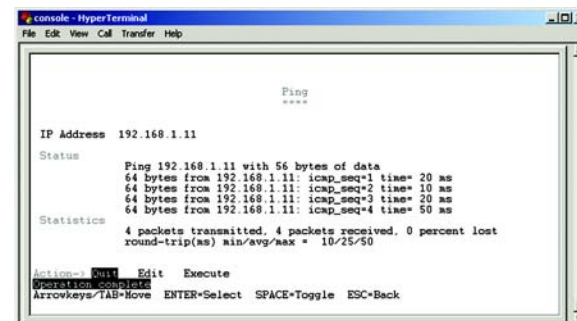 console - HyperTerminal
File Edit View Call Transfer Help
Ping
====
IP Address 192.168.1.11
Status
Ping 192.168.1.11 with 56 bytes of data
64 bytes from 192.168.1.11: icmp_seq=1 time= 20 ms
64 bytes from 192.168.1.11: icmp_seq=2 time= 10 ms
64 bytes from 192.168.1.11: icmp_seq=3 time= 20 ms
64 bytes from 192.168.1.11: icmp_seq=4 time= 50 ms
Statistics
4 packets transmitted, 4 packets received, 0 percent lost
round-trip(ms) min/avg/max = 10/25/50
Action-> Quit Edit Execute
Operation complete
Arrowkeys/TAB=Move ENTER=Select SPACE=Toggle ESC=Back